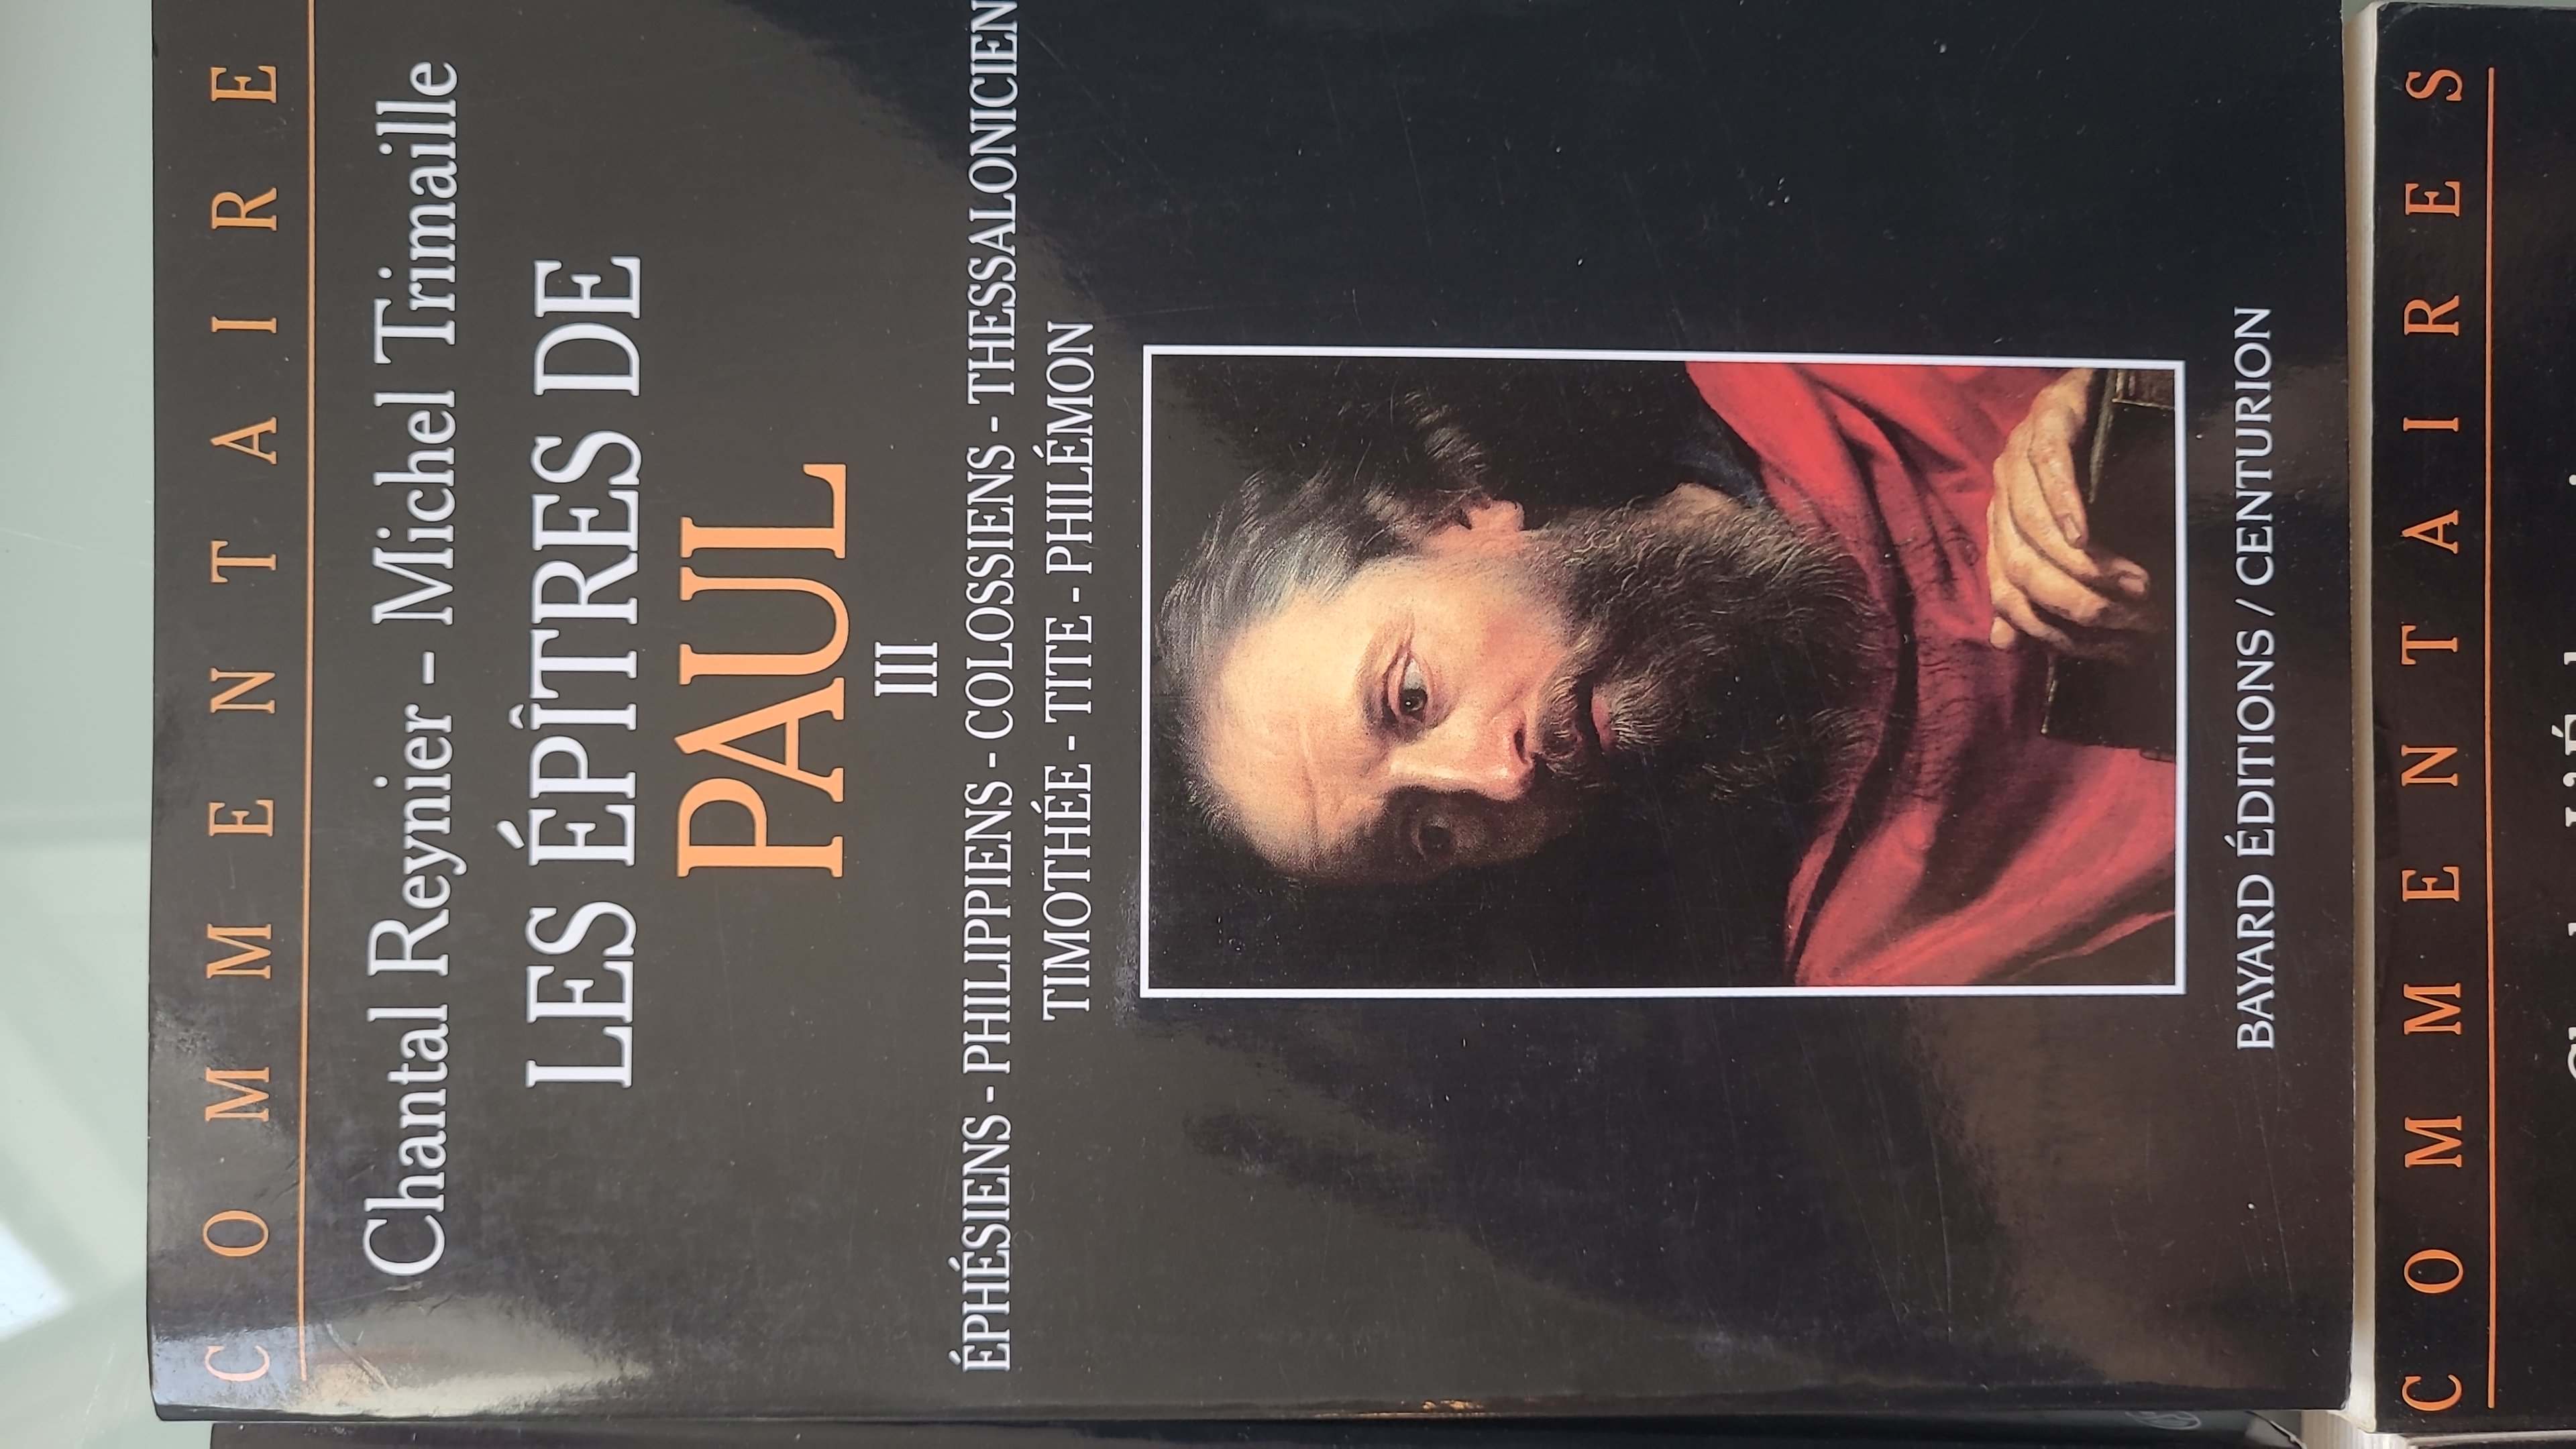 COMMENTAIRE
Chantal Reynier - Michel Trimaille
LES ÉPÎTRES DE
PAUL
III
ÉPHÉSIENS - PHILIPPIENS - COLOSSIENS - THESSALONICIEN
TIMOTHÉE - TITE - PHILÉMON
BAYARD ÉDITIONS / CENTURION
COMMENTAIRES